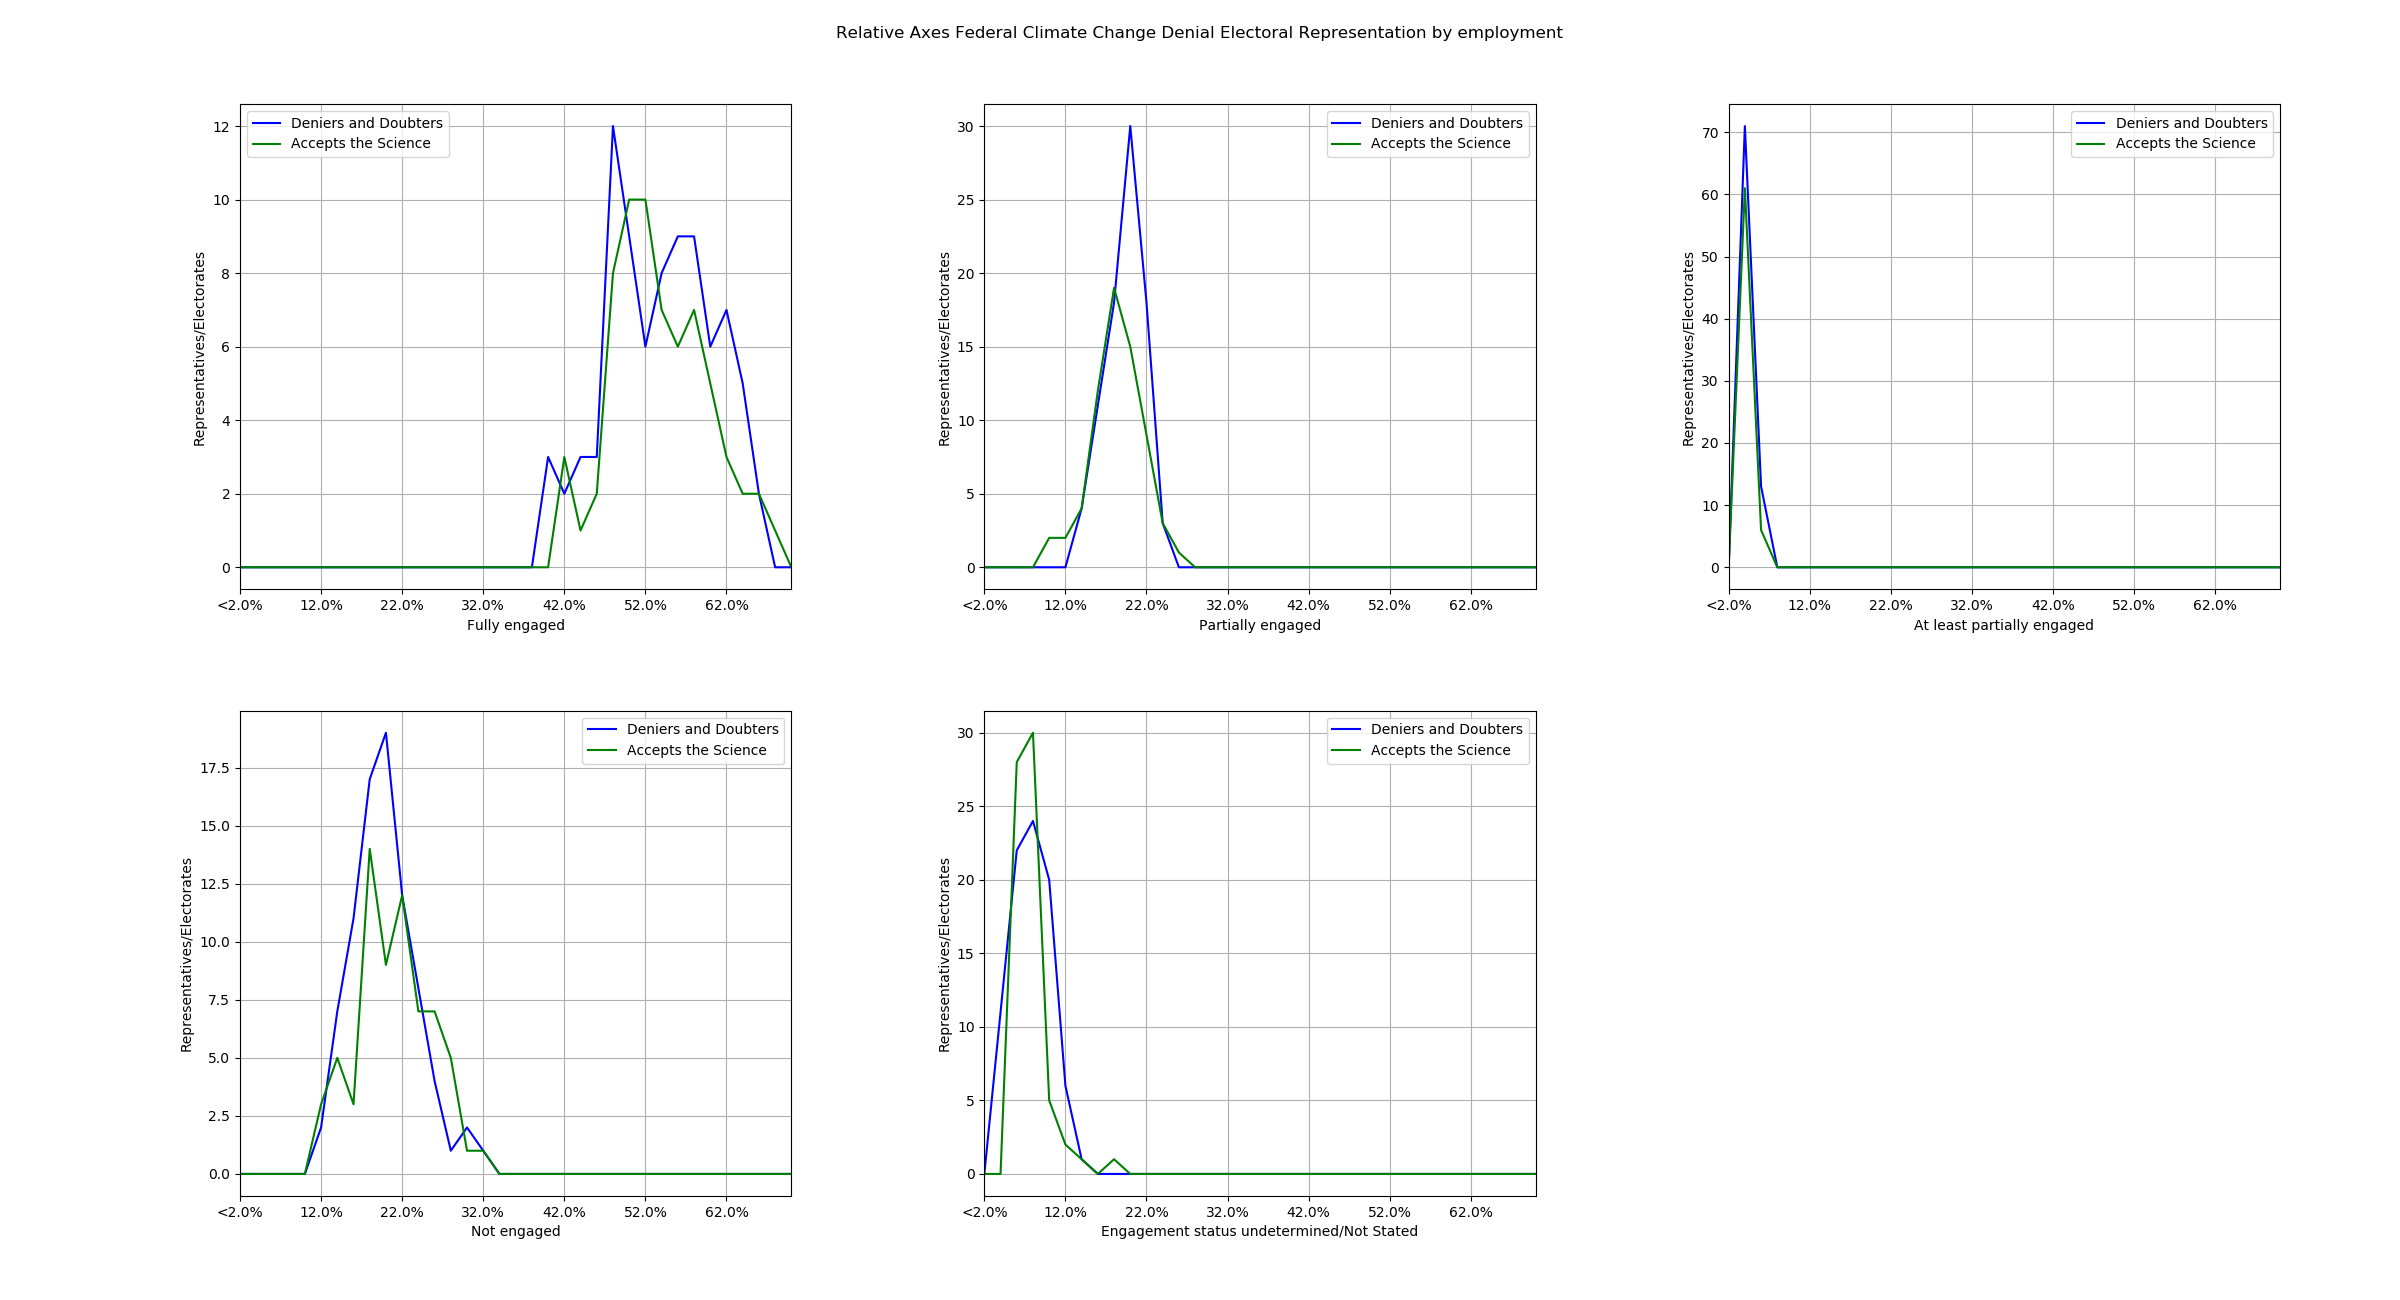 Relative Axes Federal Climate Change Denial Electoral Representation by employment
Deniers and Doubters
Accepts the Science
12
10
8
6
4
2
0
Representatives/Electorates
<2.0% 12.0% 22.0% 32.0% 42.0% 52.0% 62.0%
Fully engaged
Deniers and Doubters
Accepts the Science
30
25
20
15
10
5
0
Representatives/Electorates
<2.0% 12.0% 22.0% 32.0% 42.0% 52.0% 62.0%
Partially engaged
Deniers and Doubters
Accepts the Science
70
60
50
40
30
20
10
0
Representatives/Electorates
<2.0% 12.0% 22.0% 32.0% 42.0% 52.0% 62.0%
At least partially engaged
Deniers and Doubters
Accepts the Science
17.5
15.0
12.5
10.0
7.5
5.0
2.5
0.0
Representatives/Electorates
<2.0% 12.0% 22.0% 32.0% 42.0% 52.0% 62.0%
Not engaged
Deniers and Doubters
Accepts the Science
30
25
20
15
10
5
0
Representatives/Electorates
<2.0% 12.0% 22.0% 32.0% 42.0% 52.0% 62.0%
Engagement status undetermined/Not Stated